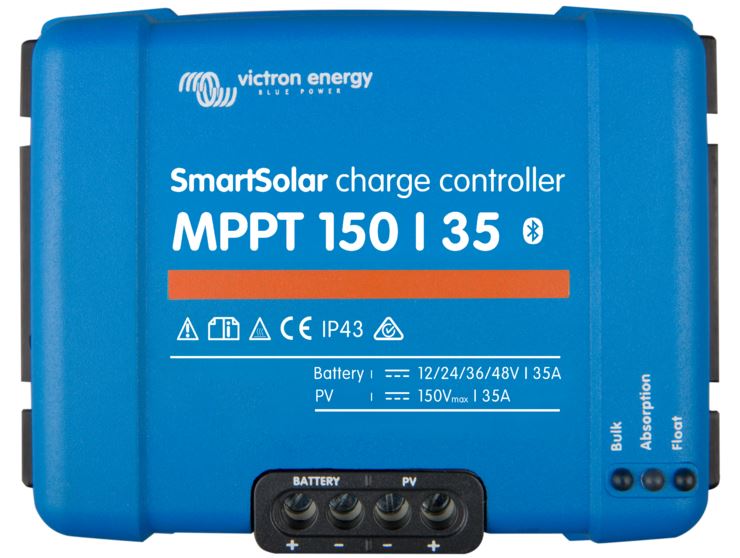 victron energy
BLUE POWER
SmartSolar charge controller
MPPT 150 | 35
CE IP43
Battery 12/24/36/48V | 35A
PV 150Vmax | 35A
Bulk
Absorption
Float
BATTERY PV
+ - - +